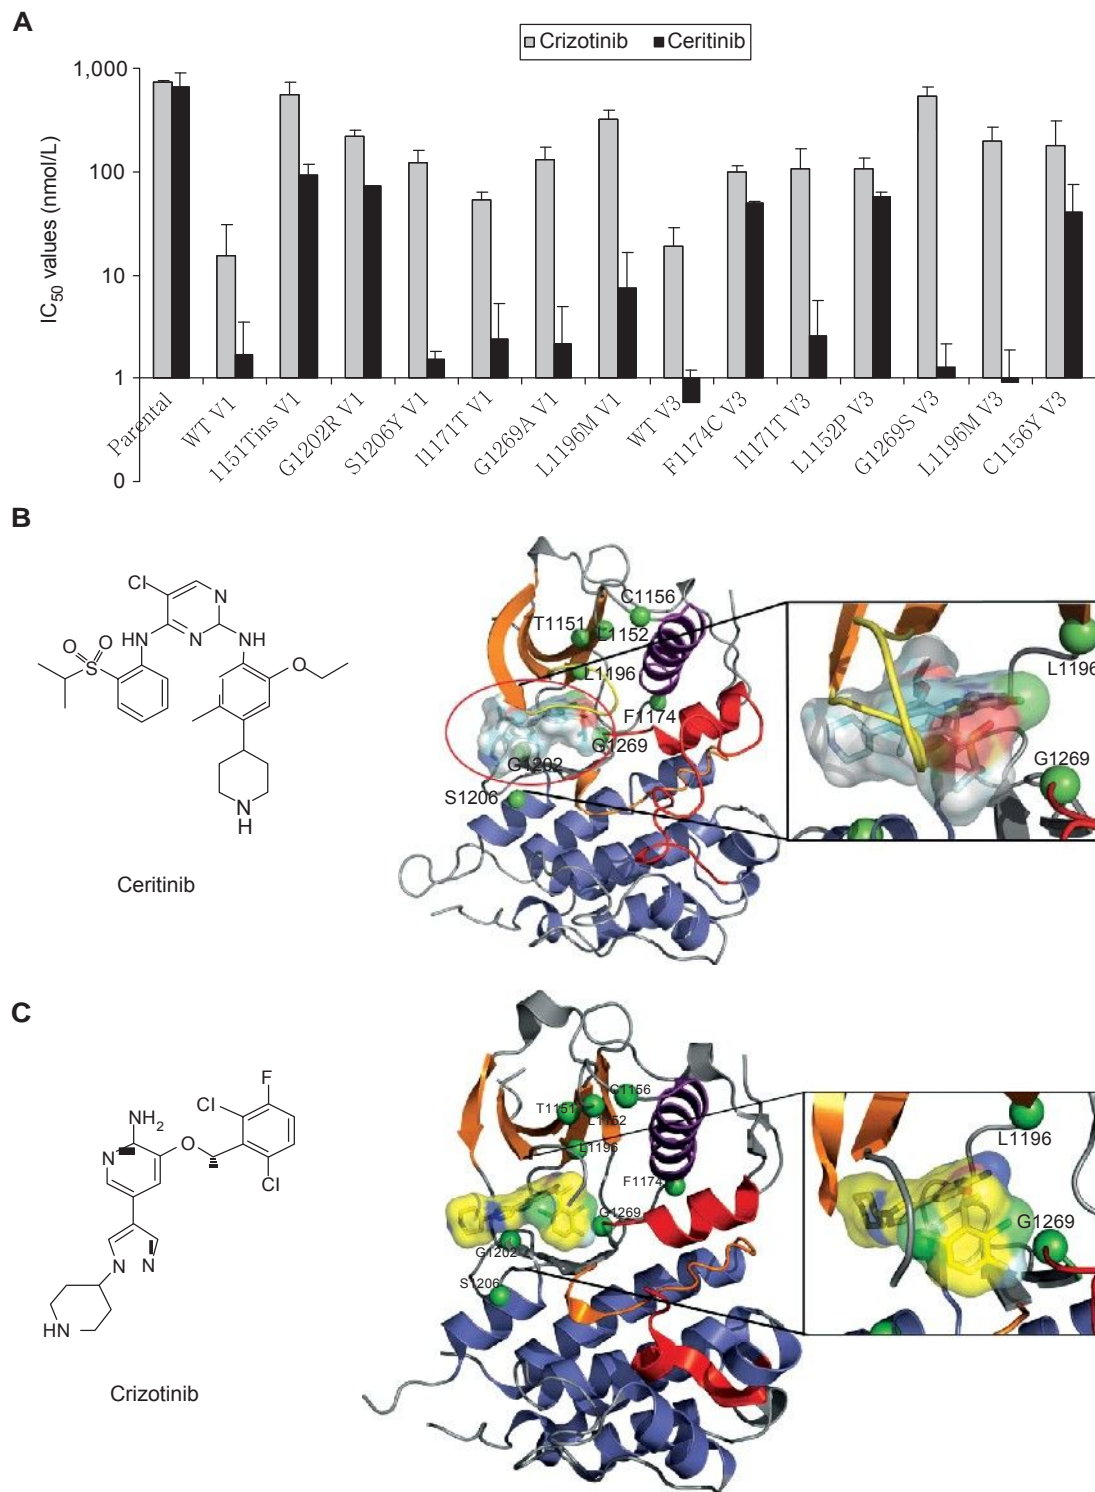 A
Crizotinib Ceritinib
IC50 values (nmol/L)
1,000
100
10
1
0
Parental
WT V1
1151Tins V1
G1202R V1
S1206Y V1
I1171T V1
G1269A V1
L1196M V1
WT V3
F1174C V3
I1171T V3
L1152P V3
G1269S V3
L1196M V3
C1156Y V3
B
Cl
N
NH N NH
O O
S
O
N
H
Ceritinib
C1156
T1151 L1152
L1196
F1174
G1269
G1202
S1206
L1196
G1269
C
F
Cl
NH2
N O
Cl
N N
HN
Crizotinib
C1156
T1151
L1152
L1196
F1174
G1269
G1202
S1206
L1196
G1269